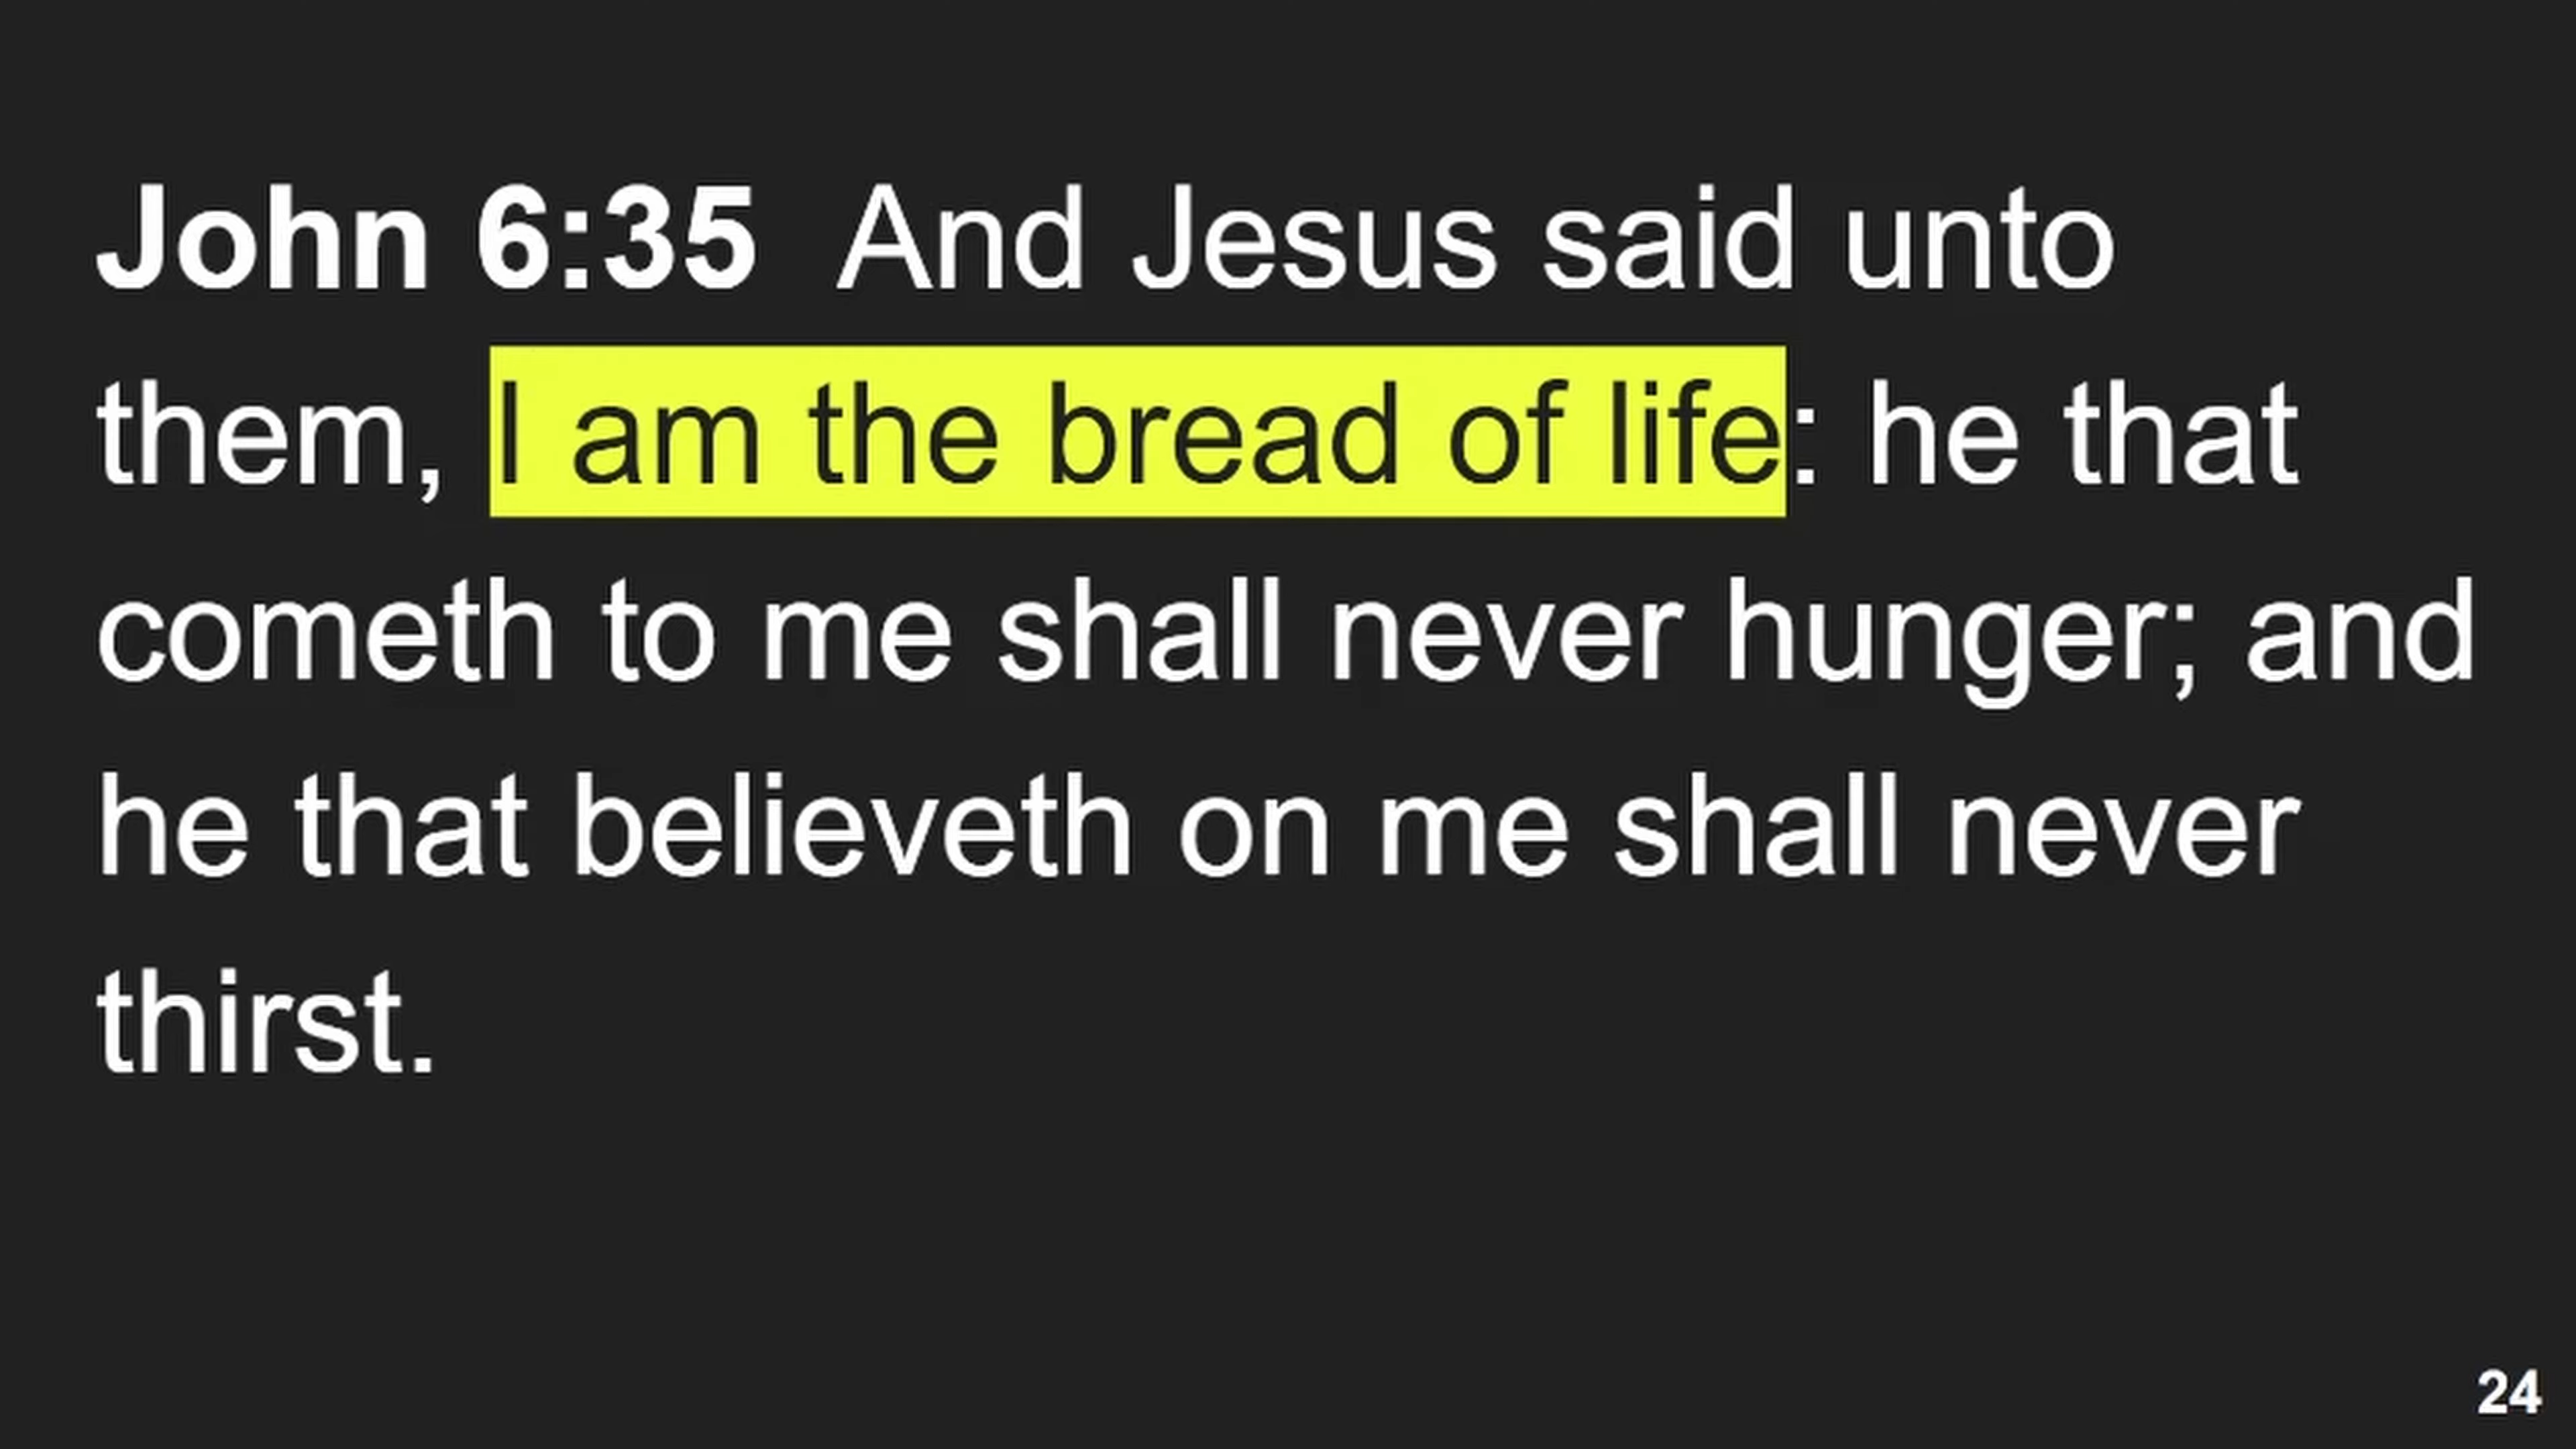 John 6:35  And Jesus said unto
them, I am the bread of life: he that
cometh to me shall never hunger; and
he that believeth on me shall never
thirst.
24